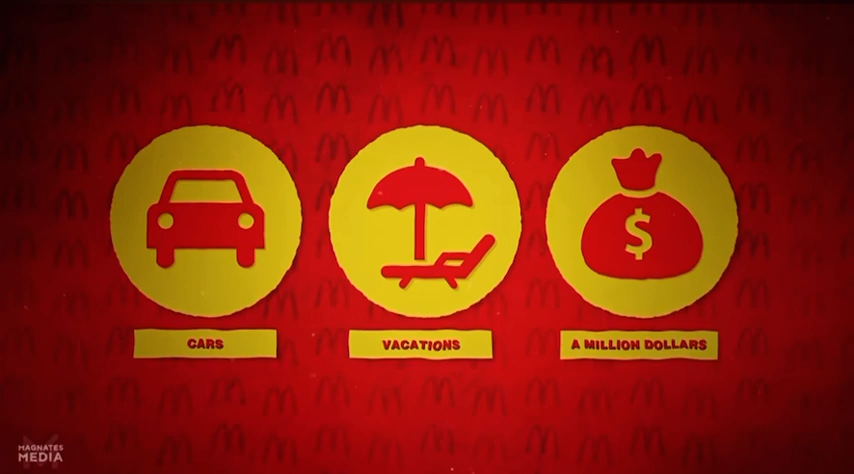 $
CARS
VACATIONS
A MILLION DOLLARS
MAGNATES
MEDIA